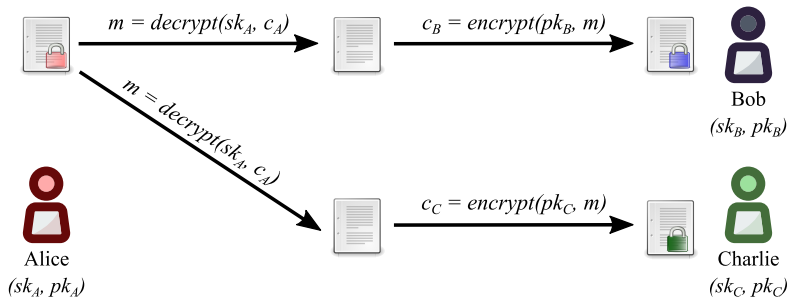 m = decrypt(sk_A, c_A)
c_B = encrypt(pk_B, m)
Bob
(sk_B, pk_B)
m = decrypt(sk_A, c_A)
Alice
(sk_A, pk_A)
c_C = encrypt(pk_C, m)
Charlie
(sk_C, pk_C)